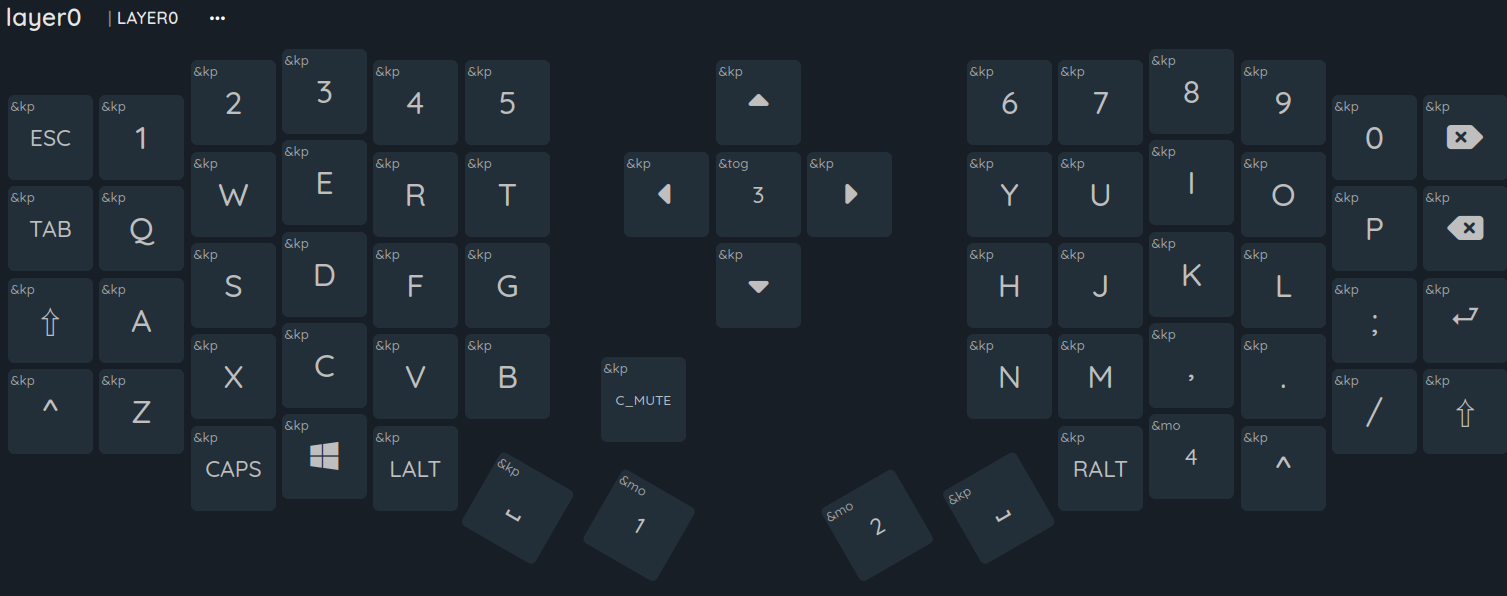 layer0 | LAYER0 •••
&kp 3 &kp 8
&kp 2 &kp 4 &kp 5 &kp &kp 6 &kp 7 &kp 9
&kp ESC &kp 1 &kp 0 &kp
&kp E &kp I
&kp W &kp R &kp T &kp &tog 3 &kp &kp Y &kp U &kp O
&kp TAB &kp Q &kp P &kp
&kp D &kp K
&kp S &kp F &kp G &kp &kp H &kp J &kp L
&kp ⇧ &kp A &kp ; &kp
&kp C &kp ,
&kp X &kp V &kp B &kp C_MUTE &kp N &kp M &kp .
&kp ^ &kp Z &kp / &kp ⇧
&kp &mo 4
&kp CAPS &kp LALT &kp RALT &kp ^
&kp ⎵ &mo 1 &mo 2 &kp ⎵